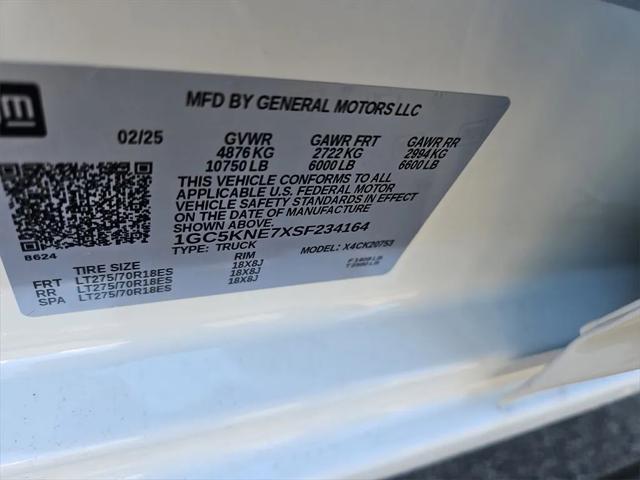 gm
MFD BY GENERAL MOTORS LLC
02/25 GVWR GAWR FRT GAWR RR
4876 KG 2722 KG 2994 KG
10750 LB 6000 LB 6600 LB
THIS VEHICLE CONFORMS TO ALL
APPLICABLE U.S. FEDERAL MOTOR
VEHICLE SAFETY STANDARDS IN EFFECT
ON THE DATE OF MANUFACTURE
SHOWN ABOVE.
1GC5KNE7XSF234164
B624
TYPE: TRUCK MODEL: X4CK20753
TIRE SIZE RIM
FRT LT275/70R18ES 18X8J
RR LT275/70R18ES 18X8J
SPA LT275/70R18ES 18X8J